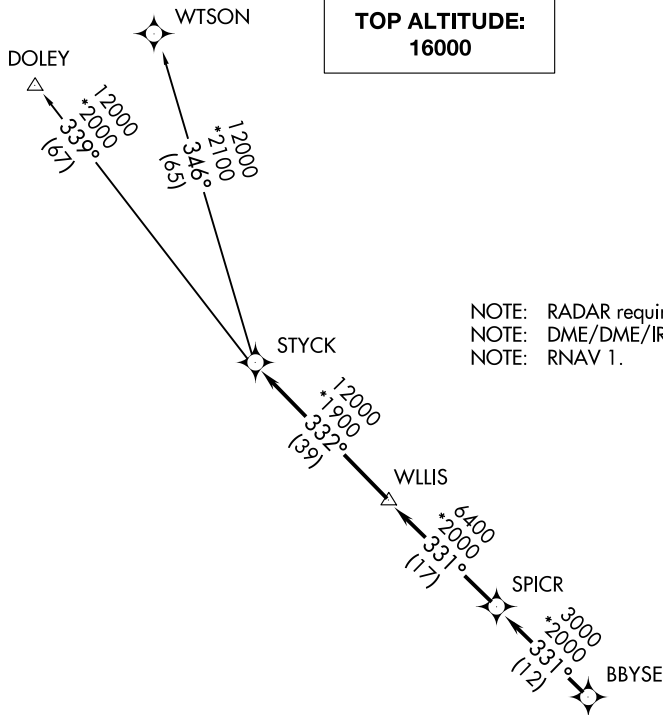 WTSON
TOP ALTITUDE:
16000
DOLEY
12000
*2000
339°
(67)
12000
*2100
346°
(65)
NOTE: RADAR requir
NOTE: DME/DME/IR
NOTE: RNAV 1.
STYCK
12000
*1900
332°
(39)
WLLIS
6400
*2000
331°
(17)
SPICR
3000
*2000
331°
(12)
BBYSE